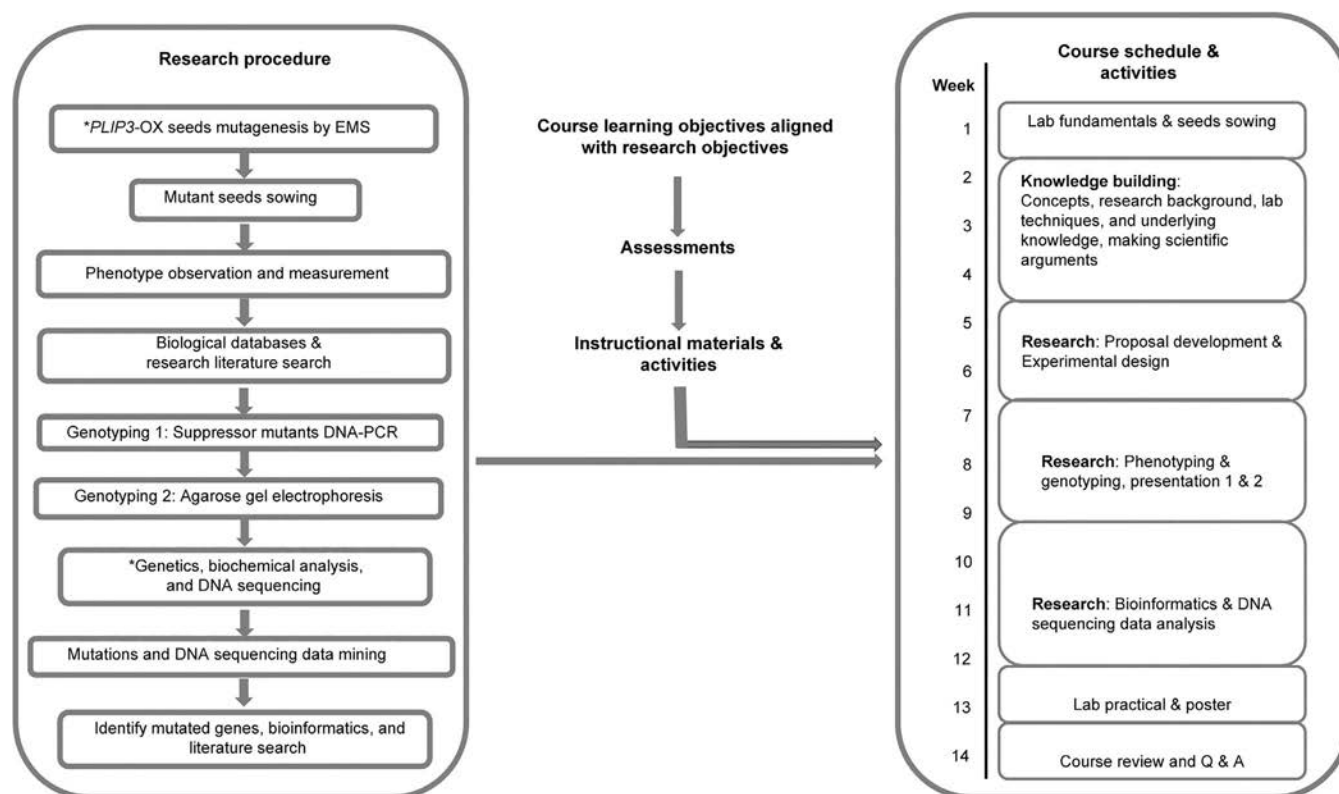 Research procedure
*PLIP3-OX seeds mutagenesis by EMS
Mutant seeds sowing
Phenotype observation and measurement
Biological databases &
research literature search
Genotyping 1: Suppressor mutants DNA-PCR
Genotyping 2: Agarose gel electrophoresis
*Genetics, biochemical analysis,
and DNA sequencing
Mutations and DNA sequencing data mining
Identify mutated genes, bioinformatics, and
literature search
Course learning objectives aligned
with research objectives
Assessments
Instructional materials &
activities
Course schedule &
activities
Week
1
Lab fundamentals & seeds sowing
2
3
4
Knowledge building:
Concepts, research background, lab
techniques, and underlying
knowledge, making scientific
arguments
5
6
Research: Proposal development &
Experimental design
7
8
9
Research: Phenotyping &
genotyping, presentation 1 & 2
10
11
12
Research: Bioinformatics & DNA
sequencing data analysis
13
Lab practical & poster
14
Course review and Q & A